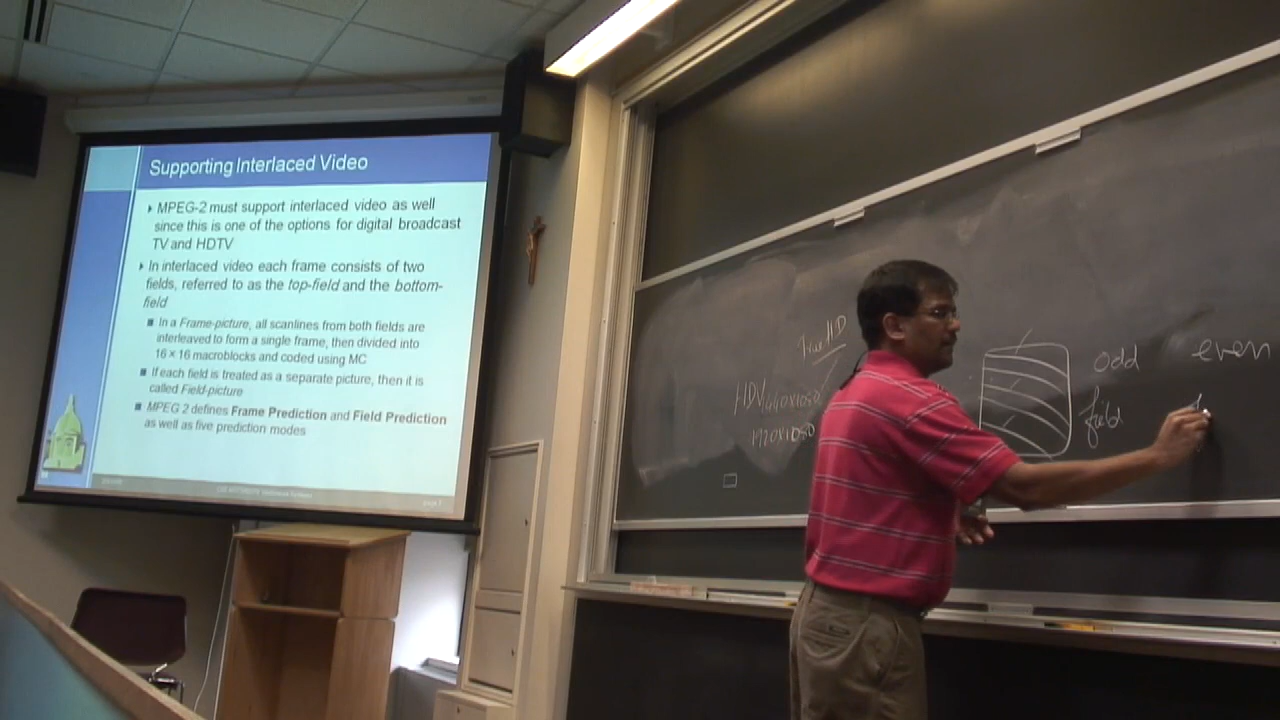 Supporting Interlaced Video
MPEG-2 must support interlaced video as well
since this is one of the options for digital broadcast
TV and HDTV
In interlaced video each frame consists of two
fields, referred to as the top-field and the bottom-
field
In a Frame-picture, all scanlines from both fields are
interleaved to form a single frame, then divided into
16×16 macroblocks and coded using MC
If each field is treated as a separate picture, then it is
called Field-picture
MPEG 2 defines Frame Prediction and Field Prediction
as well as five prediction modes
True HD
HDV 1440x1080
1920x1080
odd even
field